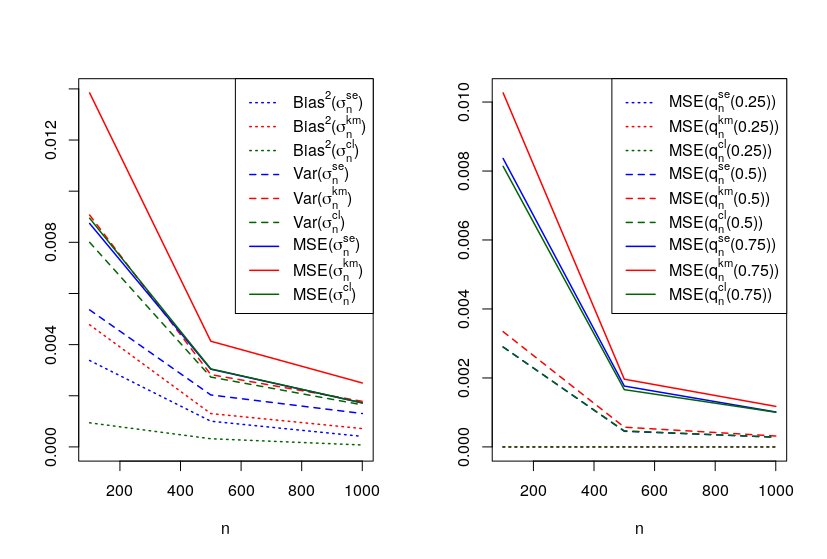 Bias²(σₙˢᵉ)
Bias²(σₙᵏᵐ)
Bias²(σₙᶜˡ)
Var(σₙˢᵉ)
Var(σₙᵏᵐ)
Var(σₙᶜˡ)
MSE(σₙˢᵉ)
MSE(σₙᵏᵐ)
MSE(σₙᶜˡ)
0.012
0.008
0.004
0.000
200 400 600 800 1000
n
MSE(qₙˢᵉ(0.25))
MSE(qₙᵏᵐ(0.25))
MSE(qₙᶜˡ(0.25))
MSE(qₙˢᵉ(0.5))
MSE(qₙᵏᵐ(0.5))
MSE(qₙᶜˡ(0.5))
MSE(qₙˢᵉ(0.75))
MSE(qₙᵏᵐ(0.75))
MSE(qₙᶜˡ(0.75))
0.010
0.008
0.006
0.004
0.002
0.000
200 400 600 800 1000
n